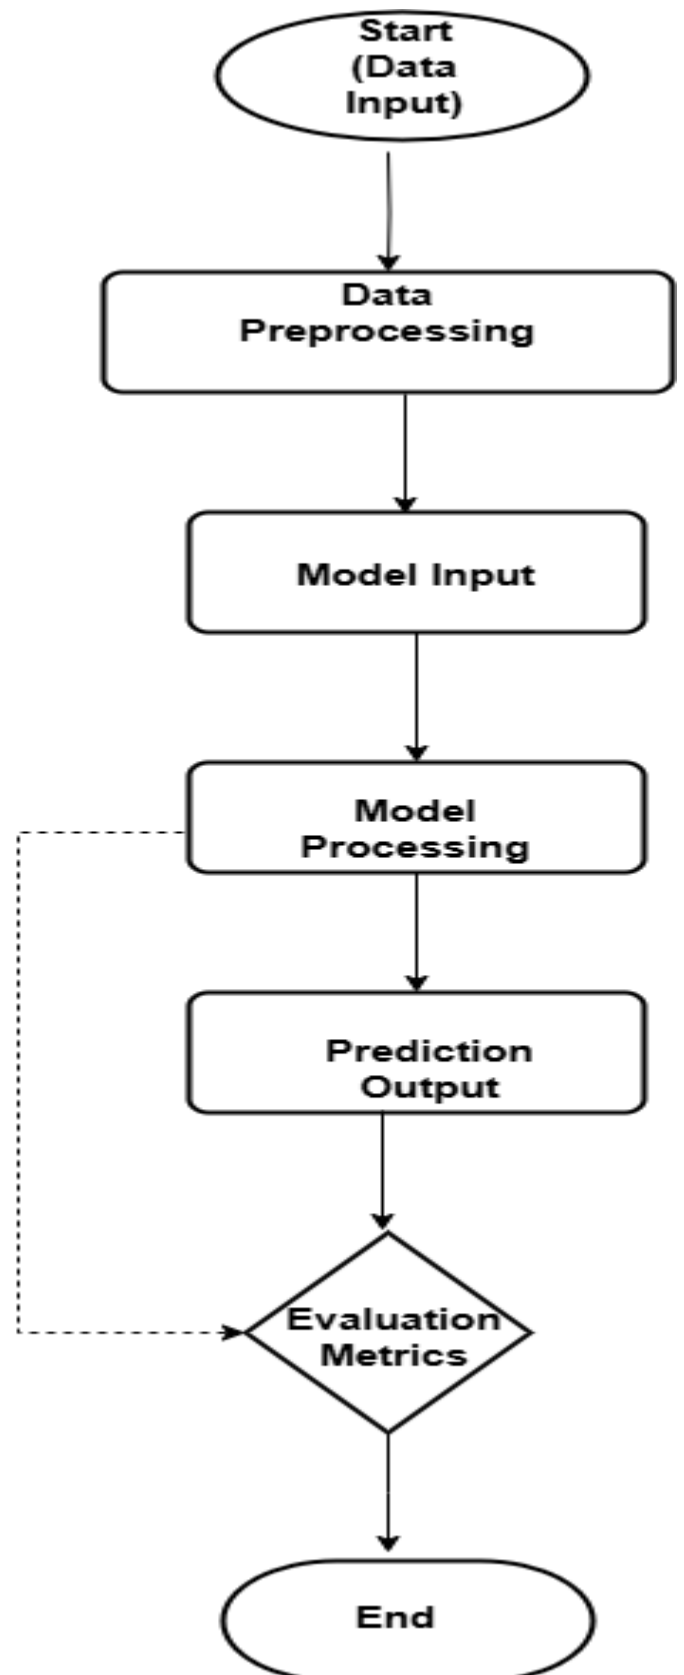 Start
(Data
Input)
Data
Preprocessing
Model Input
Model
Processing
Prediction
Output
Evaluation
Metrics
End